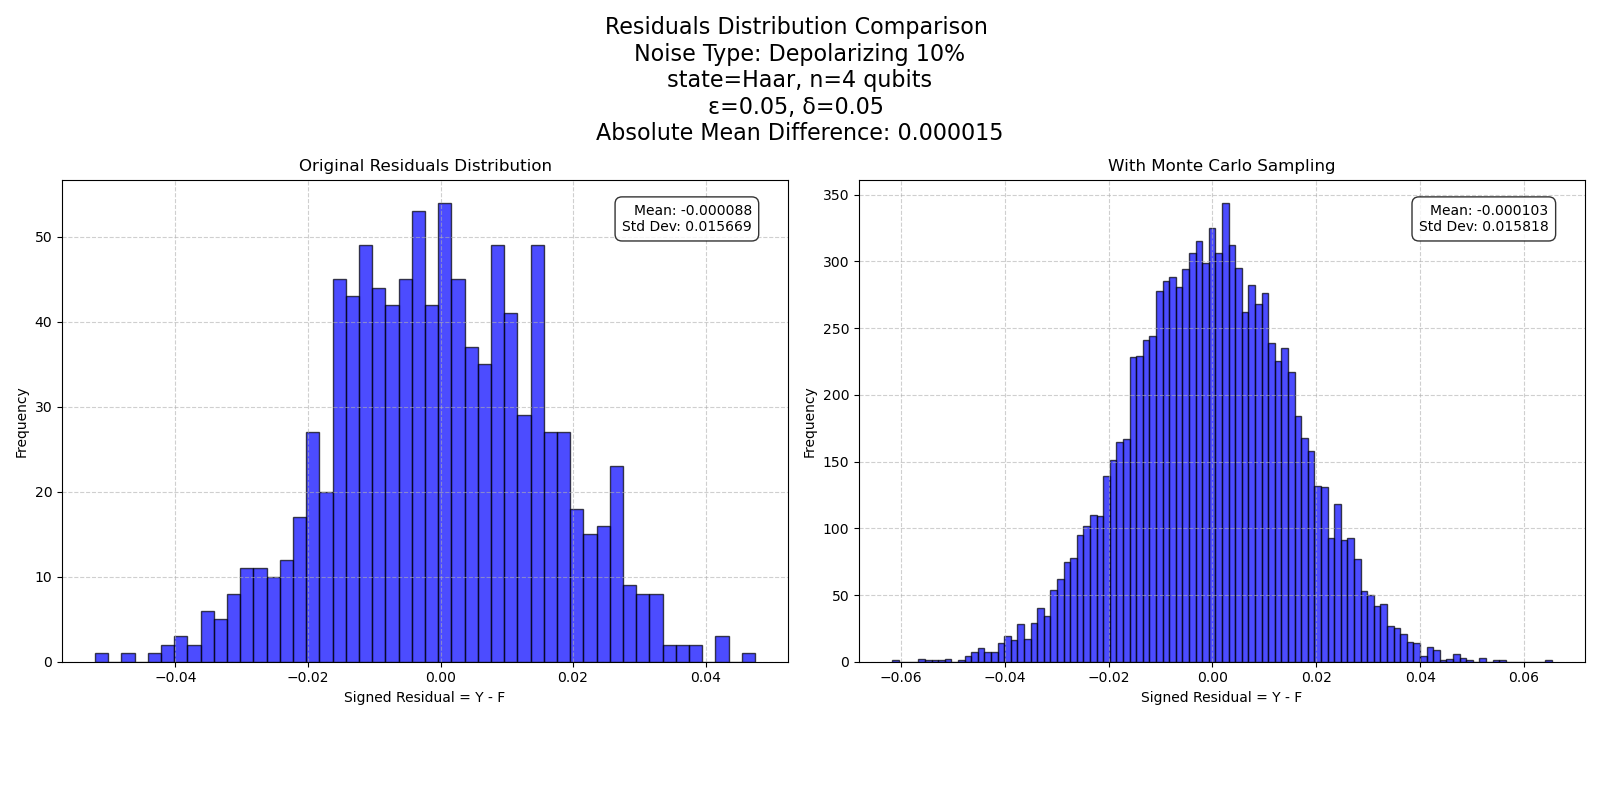 Residuals Distribution Comparison
Noise Type: Depolarizing 10%
state=Haar, n=4 qubits
ε=0.05, δ=0.05
Absolute Mean Difference: 0.000015
Original Residuals Distribution
Mean: -0.000088
Std Dev: 0.015669
Frequency
50
40
30
20
10
0
−0.04
−0.02
0.00
0.02
0.04
Signed Residual = Y - F
With Monte Carlo Sampling
Mean: -0.000103
Std Dev: 0.015818
Frequency
350
300
250
200
150
100
50
0
−0.06
−0.04
−0.02
0.00
0.02
0.04
0.06
Signed Residual = Y - F